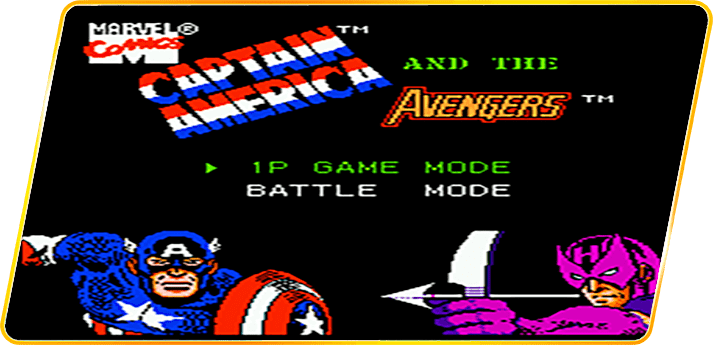 MARVEL®
Comics
CAPTAIN™
AMERICA
AND THE
AVENGERS™
▶ 1P GAME MODE
BATTLE MODE
A
H